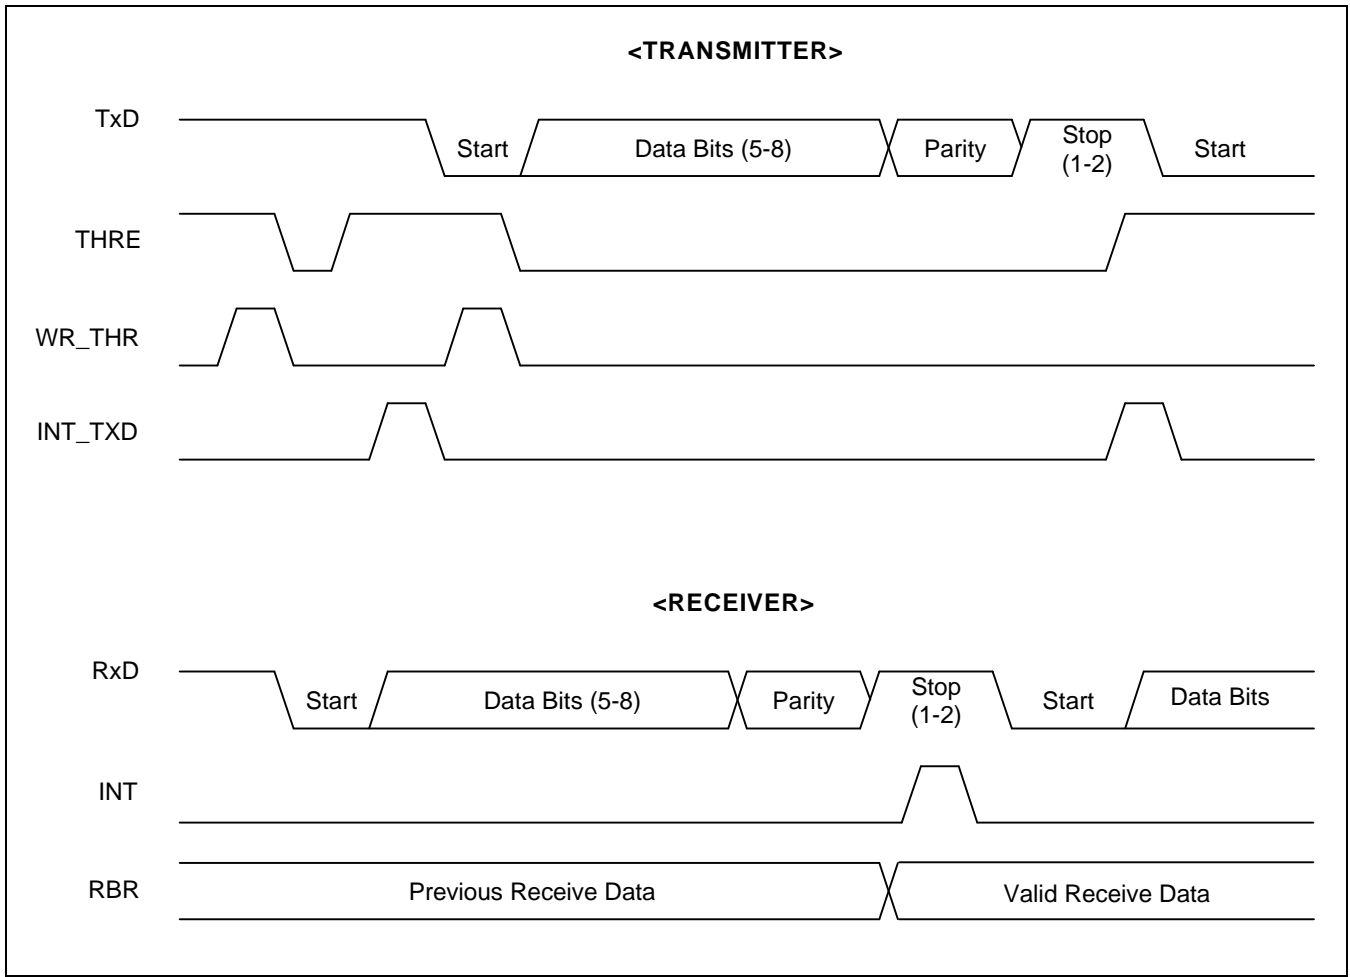 <TRANSMITTER>
TxD
Start
Data Bits (5-8)
Parity
Stop
(1-2)
Start
THRE
WR_THR
INT_TXD
<RECEIVER>
RxD
Start
Data Bits (5-8)
Parity
Stop
(1-2)
Start
Data Bits
INT
RBR
Previous Receive Data
Valid Receive Data